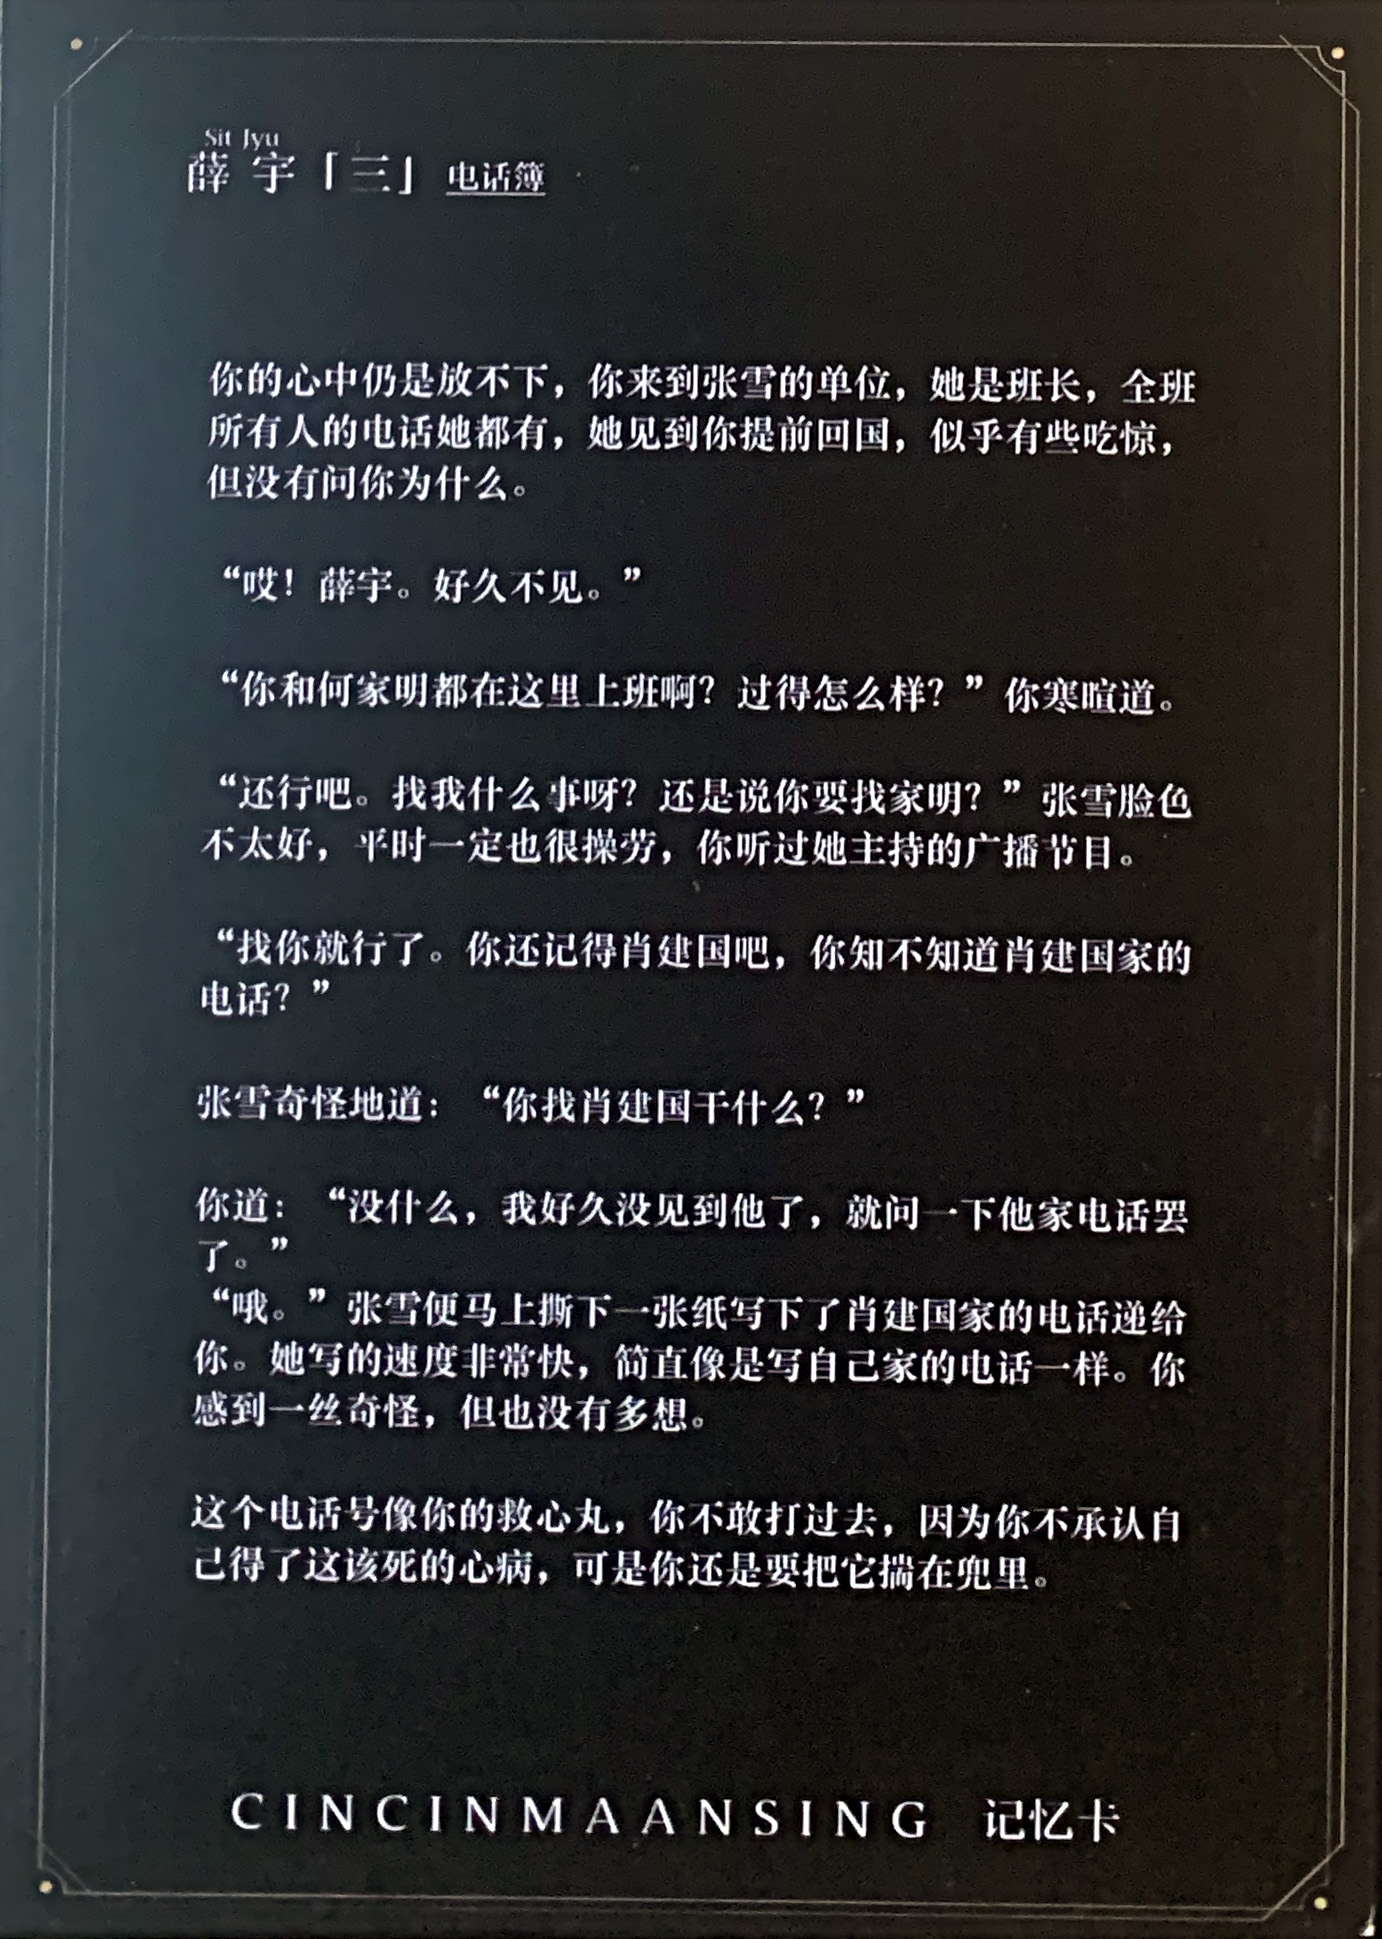 Sit Jyu
薛宇「三」 电话簿
你的心中仍是放不下，你来到张雪的单位，她是班长，全班
所有人的电话她都有，她见到你提前回国，似乎有些吃惊，
但没有问你为什么。
“哎！薛宇。好久不见。”
“你和何家明都在这里上班啊？过得怎么样？”你寒暄道。
“还行吧。找我什么事呀？还是说你要找家明？”张雪脸色
不太好，平时一定也很操劳，你听过她主持的广播节目。
“找你就行了。你还记得肖建国吧，你知不知道肖建国家的
电话？”
张雪奇怪地道：“你找肖建国干什么？”
你道：“没什么，我好久没见到他了，就问一下他家电话罢
了。”
“哦。”张雪便马上撕下一张纸写下了肖建国家的电话递给
你。她写的速度非常快，简直像是写自己家的电话一样。你
感到一丝奇怪，但也没有多想。
这个电话号像你的救心丸，你不敢打过去，因为你不承认自
己得了这该死的心病，可是你还是要把它揣在兜里。
CINCINMAANSING 记忆卡